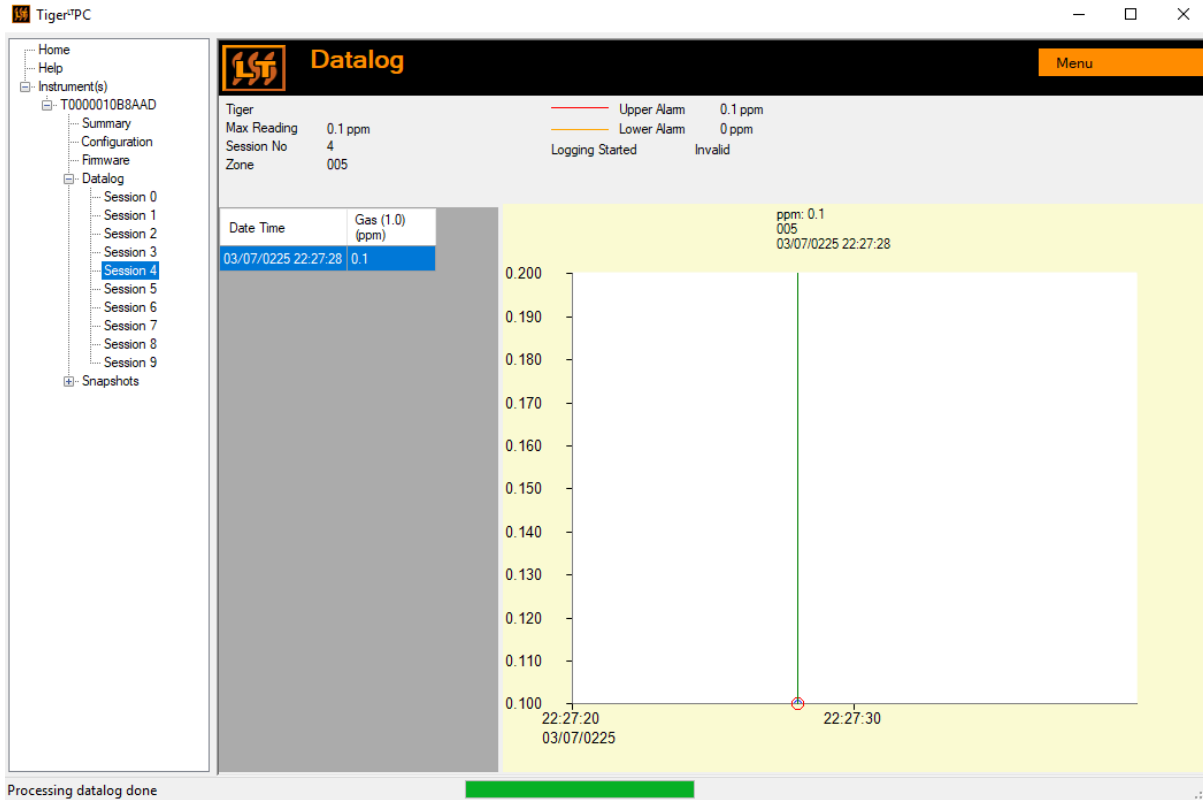 TigerLTPC
Home
Help
Instrument(s)
T0000010B8AAD
Summary
Configuration
Firmware
Datalog
Session 0
Session 1
Session 2
Session 3
Session 4
Session 5
Session 6
Session 7
Session 8
Session 9
Snapshots
LST
Datalog
Menu
Tiger
Max Reading 0.1 ppm
Session No 4
Zone 005
Upper Alarm 0.1 ppm
Lower Alarm 0 ppm
Logging Started Invalid
Date Time Gas (1.0) (ppm)
03/07/0225 22:27:28 0.1
ppm: 0.1
005
03/07/0225 22:27:28
0.200
0.190
0.180
0.170
0.160
0.150
0.140
0.130
0.120
0.110
0.100
22:27:20 22:27:30
03/07/0225
Processing datalog done